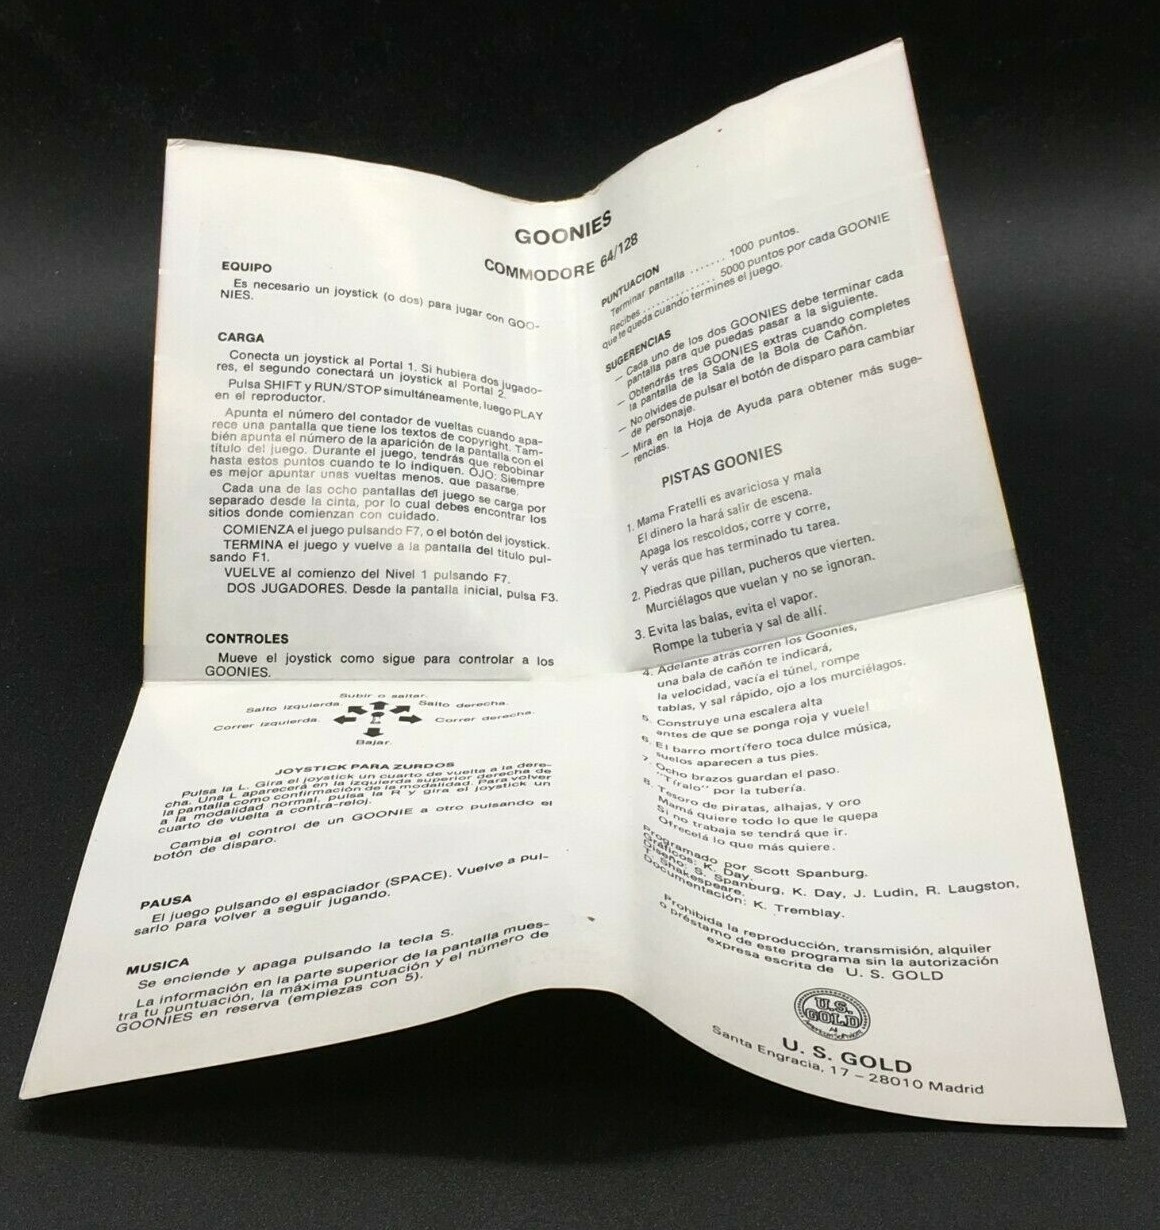 GOONIES
COMMODORE 64/128
EQUIPO
Es necesario un joystick (o dos) para jugar con GOO-
NIES.
CARGA
Conecta un joystick al Portal 1. Si hubiera dos jugado-
res, el segundo conectará un joystick al Portal 2.
Pulsa SHIFT y RUN/STOP simultáneamente, luego PLAY
en el reproductor.
Apunta el número del contador de vueltas cuando apa-
rece una pantalla que tiene los textos de copyright. Tam-
bién apunta el número de la aparición de la pantalla con el
título del juego. Durante el juego, tendrás que rebobinar
hasta estos puntos cuando te lo indiquen. OJO: Siempre
es mejor apuntar unas vueltas menos, que pasarse.
Cada una de las ocho pantallas del juego se carga por
separado desde la cinta, por lo cual debes encontrar los
sitios donde comienzan con cuidado.
COMIENZA el juego pulsando F7, o el botón del joystick.
TERMINA el juego y vuelve a la pantalla del título pul-
sando F1.
VUELVE al comienzo del Nivel 1 pulsando F7.
DOS JUGADORES. Desde la pantalla inicial, pulsa F3.
CONTROLES
Mueve el joystick como sigue para controlar a los
GOONIES.
Subir o saltar.
Salto izquierda. Salto derecha.
Correr izquierda. Correr derecha.
Bajar.
JOYSTICK PARA ZURDOS
Pulsa la L. Gira el joystick un cuarto de vuelta a la dere-
cha. Una L aparecerá en la izquierda superior derecha de
la pantalla como confirmación de la modalidad. Para volver
a la modalidad normal, pulsa la R y gira el joystick un
cuarto de vuelta a contra-reloj.
Cambia el control de un GOONIE a otro pulsando el
botón de disparo.
PAUSA
El juego pulsando el espaciador (SPACE). Vuelve a pul-
sarlo para volver a seguir jugando.
MUSICA
Se enciende y apaga pulsando la tecla S.
La información en la parte superior de la pantalla mues-
tra tu puntuación, la máxima puntuación y el número de
GOONIES en reserva (empiezas con 5).
PUNTUACION
Terminar pantalla ....... 1000 puntos.
Recibes .............. 5000 puntos por cada GOONIE
que te queda cuando termines el juego.
SUGERENCIAS
— Cada uno de los dos GOONIES debe terminar cada
pantalla para que puedas pasar a la siguiente.
— Obtendrás tres GOONIES extras cuando completes
la pantalla de la Sala de la Bola de Cañón.
— No olvides de pulsar el botón de disparo para cambiar
de personaje.
— Mira en la Hoja de Ayuda para obtener más suge-
rencias.
PISTAS GOONIES
1. Mama Fratelli es avariciosa y mala
El dinero la hará salir de escena.
Apaga los rescoldos, corre y corre,
Y verás que has terminado tu tarea.
2. Piedras que pillan, pucheros que vierten.
Murciélagos que vuelan y no se ignoran.
3. Evita las balas, evita el vapor.
Rompe la tuberia y sal de allí.
4. Adelante atrás corren los Goonies,
una bala de cañón te indicará,
la velocidad, vacía el túnel, rompe
tablas, y sal rápido, ojo a los murciélagos.
5. Construye una escalera alta
antes de que se ponga roja y vuele!
6. El barro mortífero toca dulce música,
suelos aparecen a tus pies.
7. Ocho brazos guardan el paso.
"Tíralo" por la tubería.
8. Tesoro de piratas, alhajas, y oro
Mamá quiere todo lo que le quepa
Si no trabaja se tendrá que ir.
Ofrecelá lo que más quiere.
Programado por Scott Spanburg.
Gráficos: K. Day.
Diseño: S. Spanburg, K. Day, J. Ludin, R. Laugston,
Shakespeare.
Documentación: K. Tremblay.
Prohibida la reproducción, transmisión, alquiler
o préstamo de este programa sin la autorización
expresa escrita de U. S. GOLD
U.S.
GOLD
All
American Software
U. S. GOLD
Santa Engracia, 17 – 28010 Madrid